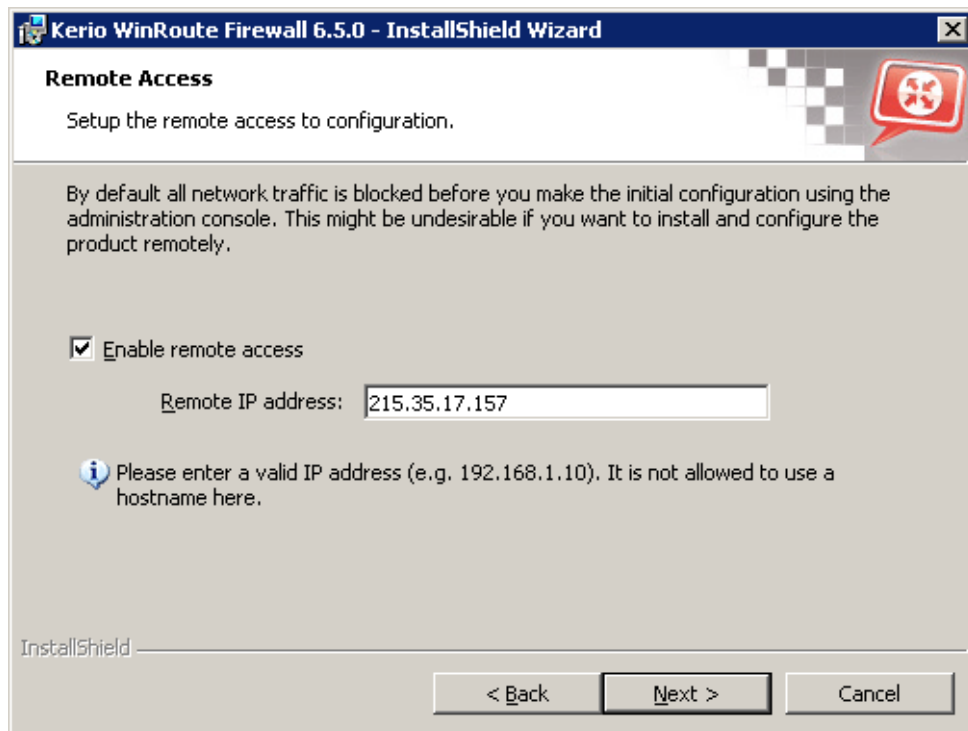 Kerio WinRoute Firewall 6.5.0 - InstallShield Wizard
Remote Access
Setup the remote access to configuration.
By default all network traffic is blocked before you make the initial configuration using the
administration console. This might be undesirable if you want to install and configure the
product remotely.
Enable remote access
Remote IP address: 215.35.17.157
Please enter a valid IP address (e.g. 192.168.1.10). It is not allowed to use a
hostname here.
InstallShield
< Back Next > Cancel